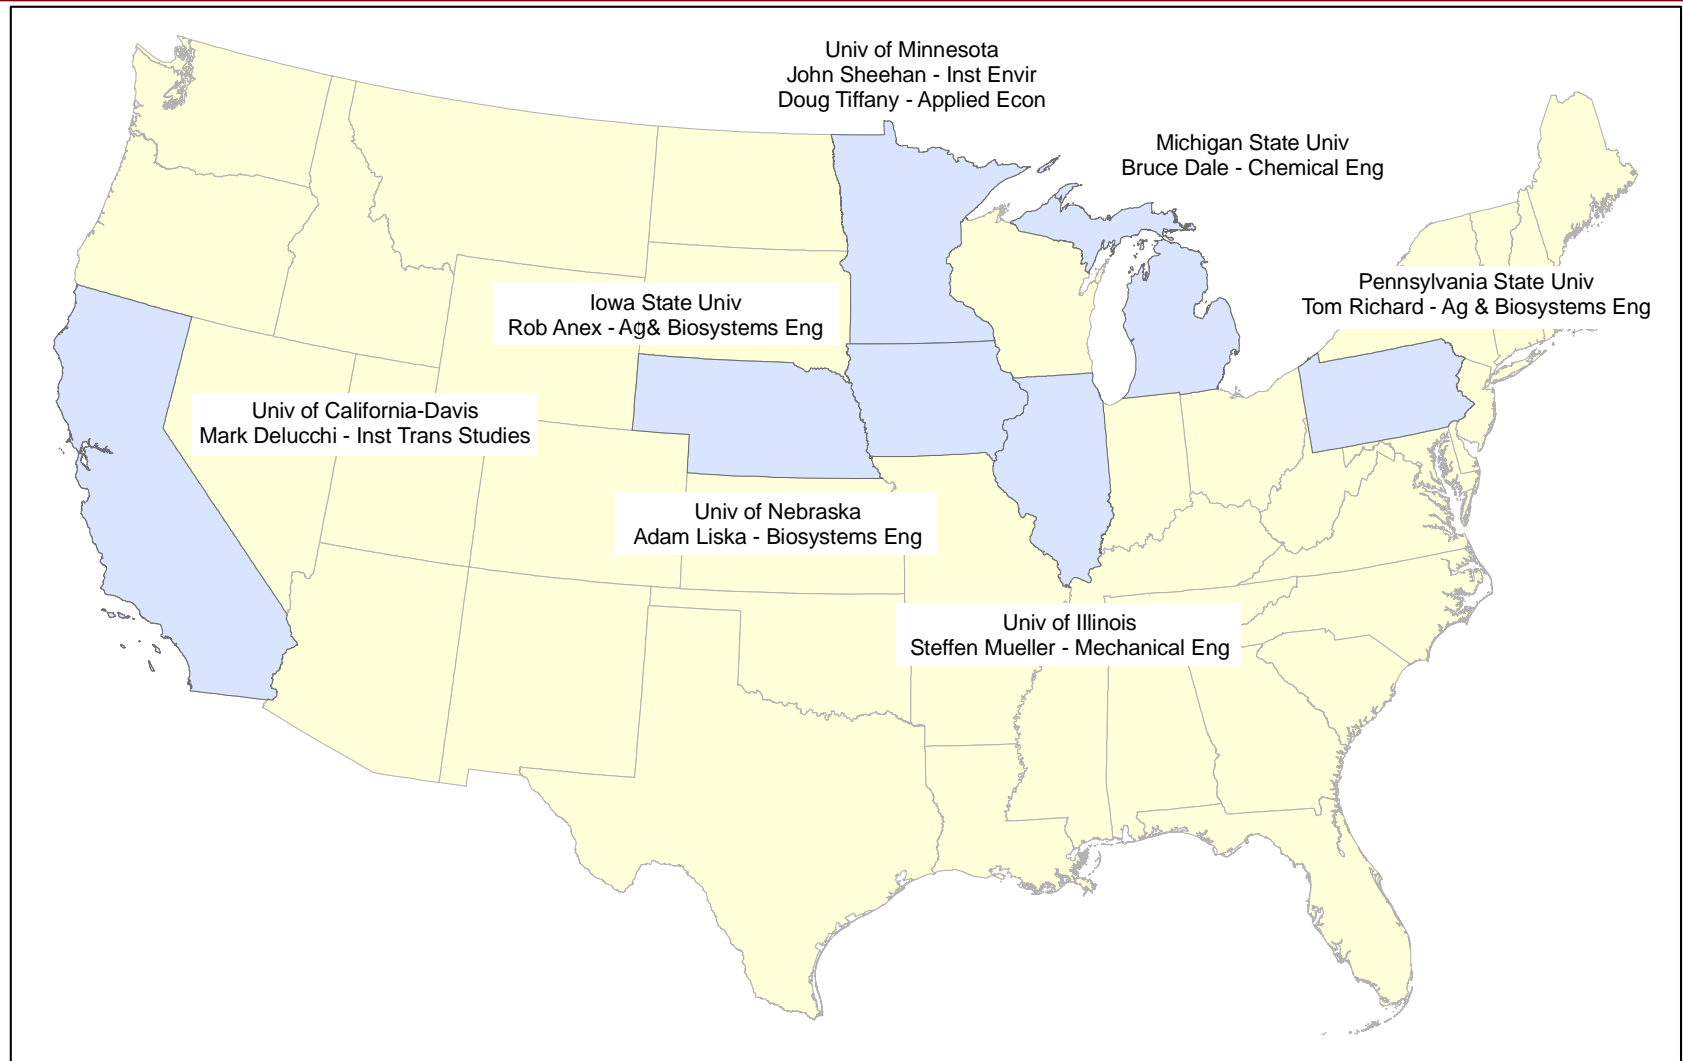 Univ of Minnesota
John Sheehan - Inst Envir
Doug Tiffany - Applied Econ
Michigan State Univ
Bruce Dale - Chemical Eng
Pennsylvania State Univ
Tom Richard - Ag & Biosystems Eng
Iowa State Univ
Rob Anex - Ag& Biosystems Eng
Univ of California-Davis
Mark Delucchi - Inst Trans Studies
Univ of Nebraska
Adam Liska - Biosystems Eng
Univ of Illinois
Steffen Mueller - Mechanical Eng